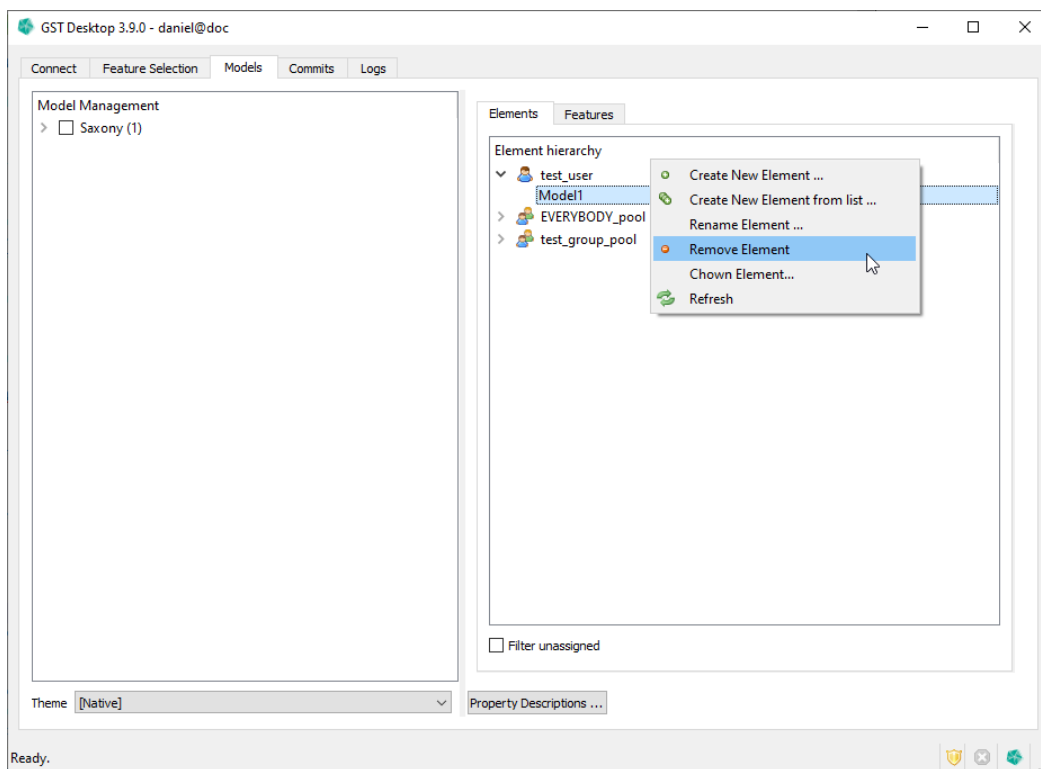 GST Desktop 3.9.0 - daniel@doc
Connect Feature Selection Models Commits Logs
Model Management
Saxony (1)
Elements Features
Element hierarchy
test_user
Model1
EVERYBODY_pool
test_group_pool
Create New Element ...
Create New Element from list ...
Rename Element ...
Remove Element
Chown Element...
Refresh
Filter unassigned
Theme [Native]
Property Descriptions ...
Ready.